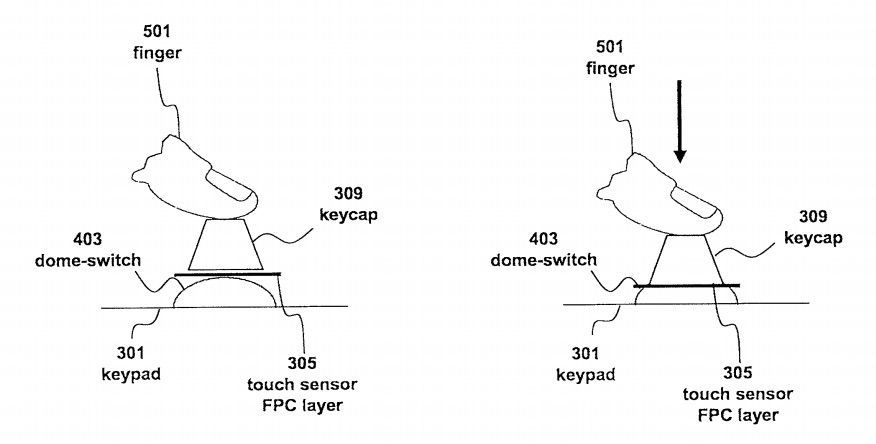 501
finger
309
keycap
403
dome-switch
301
keypad
305
touch sensor
FPC layer
501
finger
309
keycap
403
dome-switch
301
keypad
305
touch sensor
FPC layer